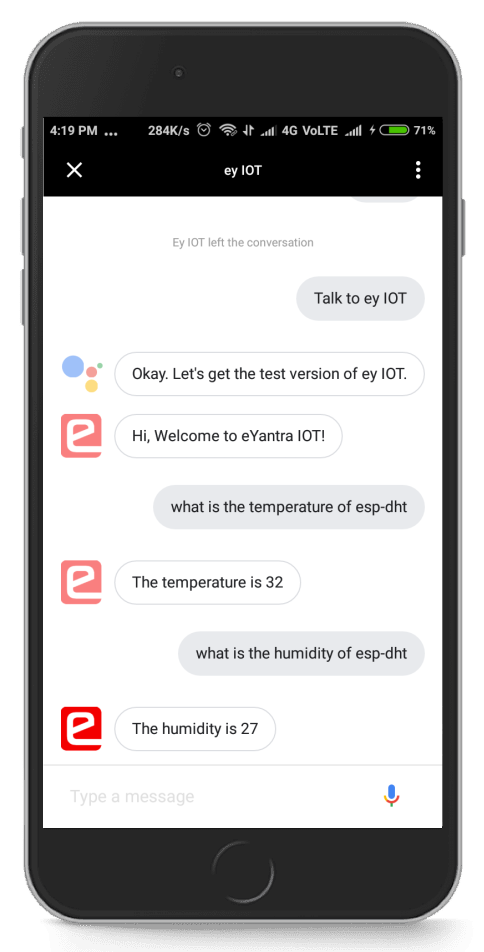 4:19 PM ... 284K/s 4G VoLTE 71%
ey IOT
Ey IOT left the conversation
Talk to ey IOT
Okay. Let's get the test version of ey IOT.
Hi, Welcome to eYantra IOT!
what is the temperature of esp-dht
The temperature is 32
what is the humidity of esp-dht
The humidity is 27
Type a message